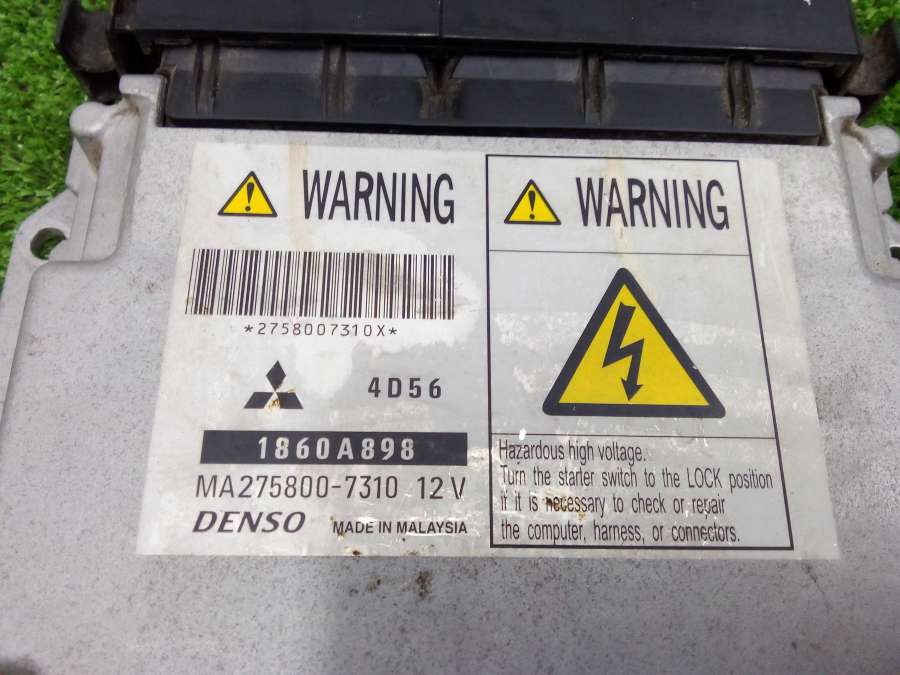 WARNING
*2758007310X*
4D56
1860A898
MA275800-7310 12V
DENSO MADE IN MALAYSIA
WARNING
Hazardous high voltage.
Turn the starter switch to the LOCK position
if it is necessary to check or repair
the computer, harness, or connectors.